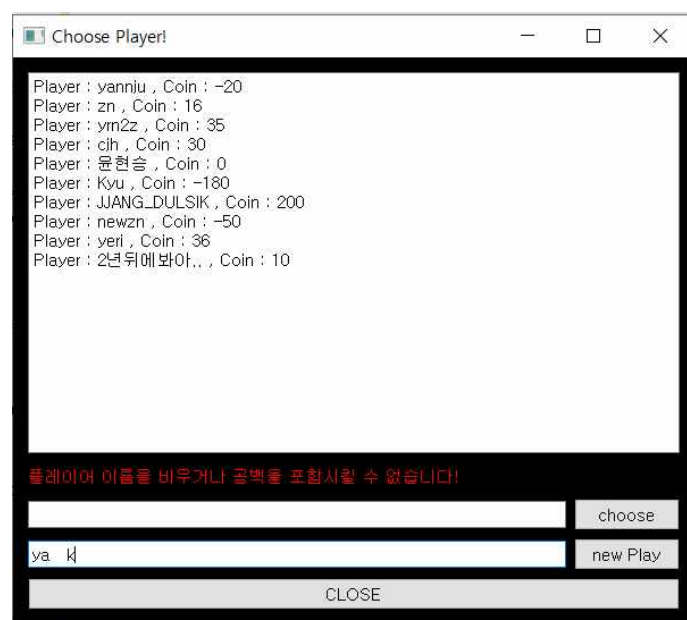 Choose Player!
Player : yannju , Coin : -20
Player : zn , Coin : 16
Player : yrn2z , Coin : 35
Player : cjh , Coin : 30
Player : 윤현승 , Coin : 0
Player : Kyu , Coin : -180
Player : JJANG_DULSIK , Coin : 200
Player : newzn , Coin : -50
Player : yeri , Coin : 36
Player : 2년뒤에봐아.. , Coin : 10
플레이어 이름을 비우거나 공백을 포함시킬 수 없습니다!
choose
ya   k new Play
CLOSE